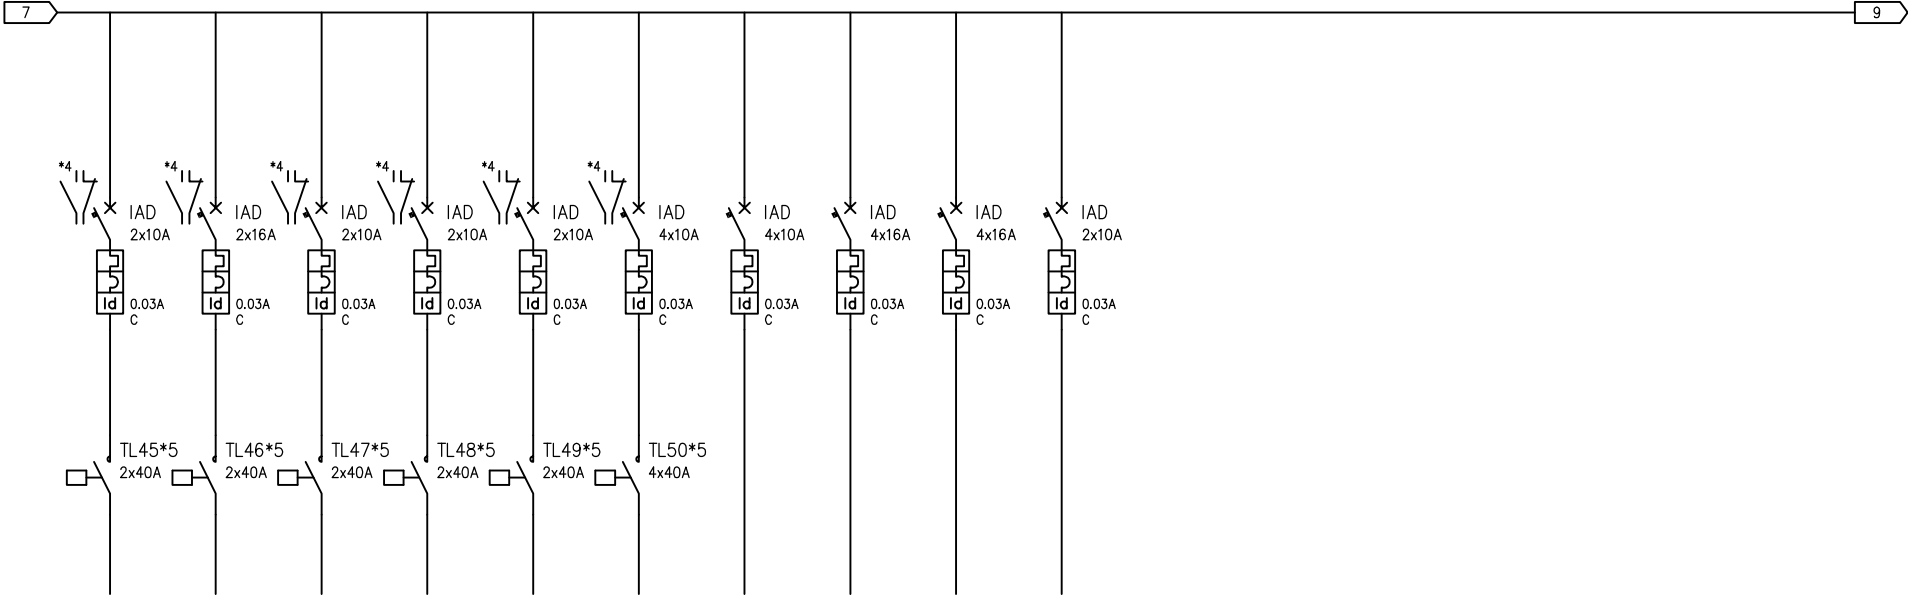 7
9
*4 *4 *4 *4 *4 *4
IAD IAD IAD IAD IAD IAD IAD IAD IAD IAD
2x10A 2x16A 2x10A 2x10A 2x10A 4x10A 4x10A 4x16A 4x16A 2x10A
Id 0.03A Id 0.03A Id 0.03A Id 0.03A Id 0.03A Id 0.03A Id 0.03A Id 0.03A Id 0.03A Id 0.03A
C C C C C C C C C C
TL45*5 TL46*5 TL47*5 TL48*5 TL49*5 TL50*5
2x40A 2x40A 2x40A 2x40A 2x40A 4x40A